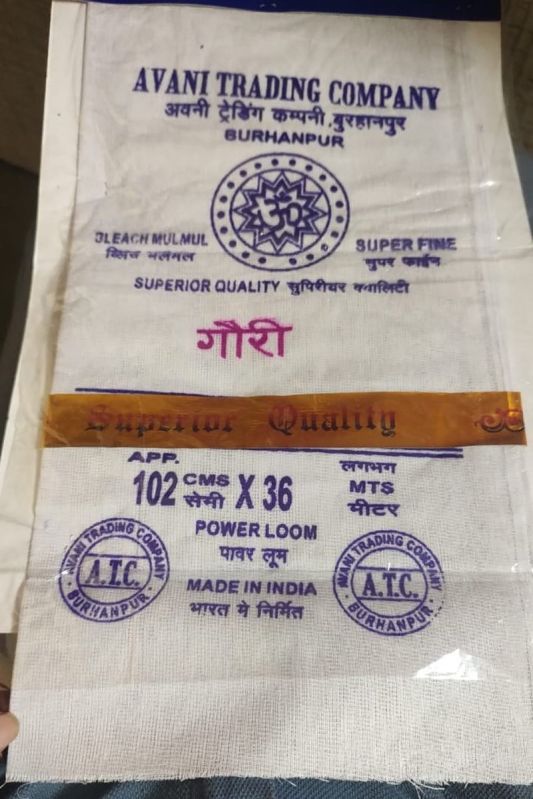 AVANI TRADING COMPANY
अवनी ट्रेडिंग कम्पनी, बुरहानपुर
BURHANPUR
ॐ
BLEACH MULMUL
ब्लिच मलमल
SUPER FINE
सुपर फाईन
SUPERIOR QUALITY सुपिरीयर क्वालिटी
गौरी
Superior Quality
APP.
102 CMS सेमी X 36
लगभग
MTS
मीटर
POWER LOOM
पावर लूम
MADE IN INDIA
भारत मे निर्मित
AVANI TRADING COMPANY
A.T.C.
BURHANPUR
AVANI TRADING COMPANY
A.T.C.
BURHANPUR